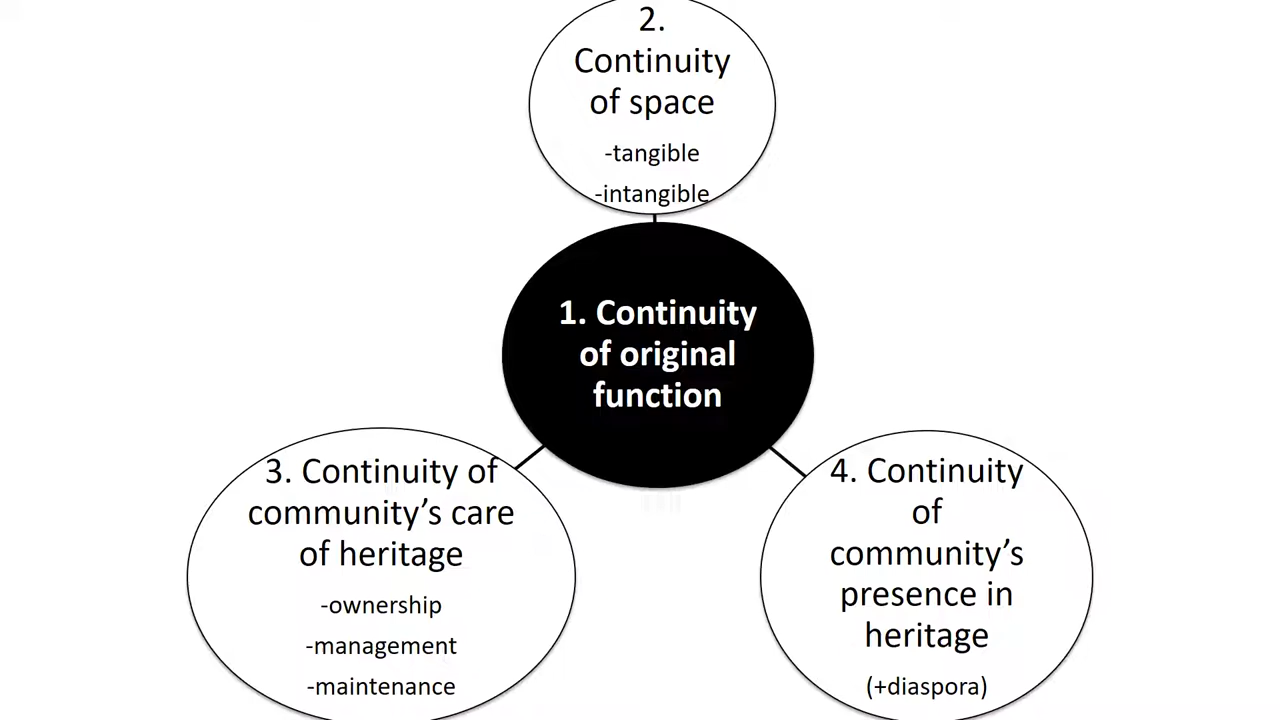 2.
Continuity
of space
-tangible
-intangible
1. Continuity
of original
function
3. Continuity of
community’s care
of heritage
-ownership
-management
-maintenance
4. Continuity
of
community’s
presence in
heritage
(+diaspora)